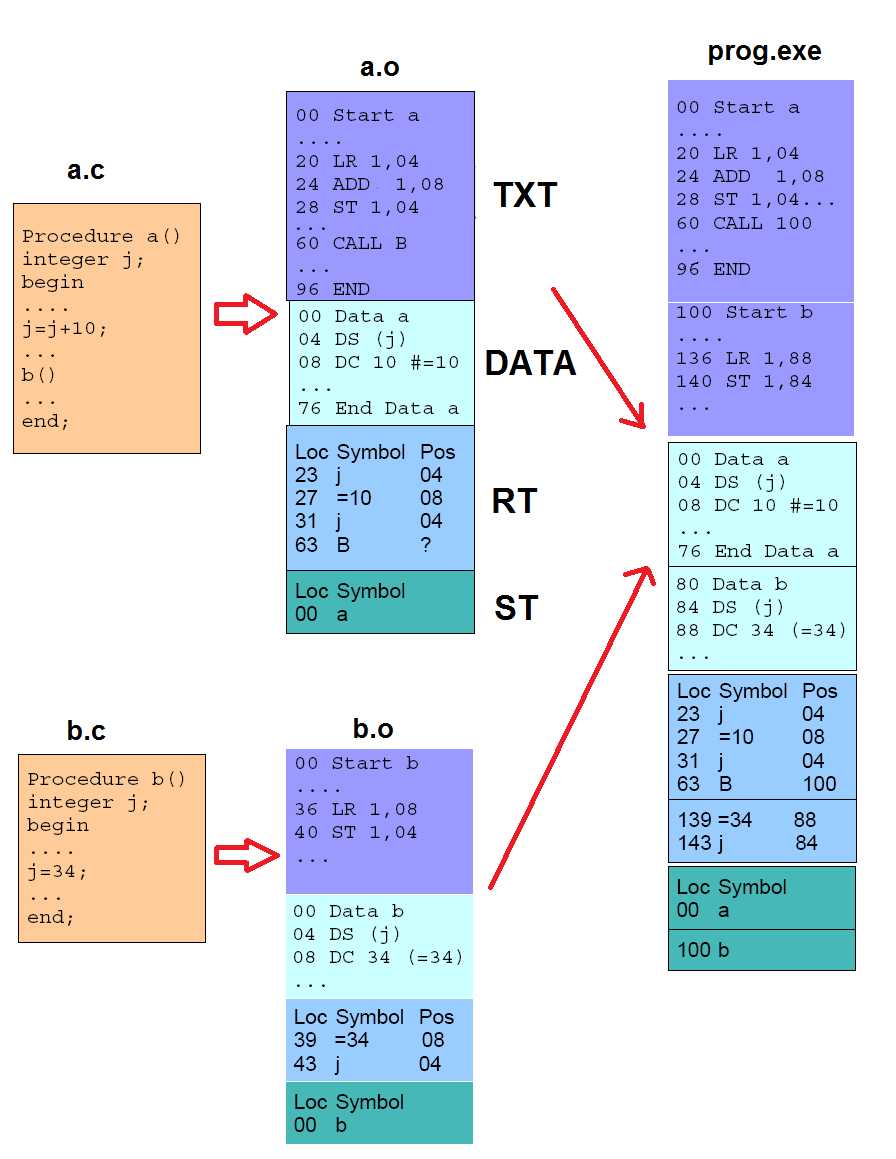 a.c
Procedure a()
integer j;
begin
....
j=j+10;
...
b()
...
end;
a.o
00 Start a
....
20 LR 1,04
24 ADD 1,08
28 ST 1,04
...
60 CALL B
...
96 END
00 Data a
04 DS (j)
08 DC 10 #=10
...
76 End Data a
Loc Symbol Pos
23 j 04
27 =10 08
31 j 04
63 B ?
Loc Symbol
00 a
TXT
DATA
RT
ST
b.c
Procedure b()
integer j;
begin
....
j=34;
...
end;
b.o
00 Start b
....
36 LR 1,08
40 ST 1,04
...
00 Data b
04 DS (j)
08 DC 34 (=34)
...
Loc Symbol Pos
39 =34 08
43 j 04
Loc Symbol
00 b
prog.exe
00 Start a
....
20 LR 1,04
24 ADD 1,08
28 ST 1,04...
60 CALL 100
...
96 END
100 Start b
....
136 LR 1,88
140 ST 1,84
...
00 Data a
04 DS (j)
08 DC 10 #=10
...
76 End Data a
80 Data b
84 DS (j)
88 DC 34 (=34)
...
Loc Symbol Pos
23 j 04
27 =10 08
31 j 04
63 B 100
139 =34 88
143 j 84
Loc Symbol
00 a
100 b